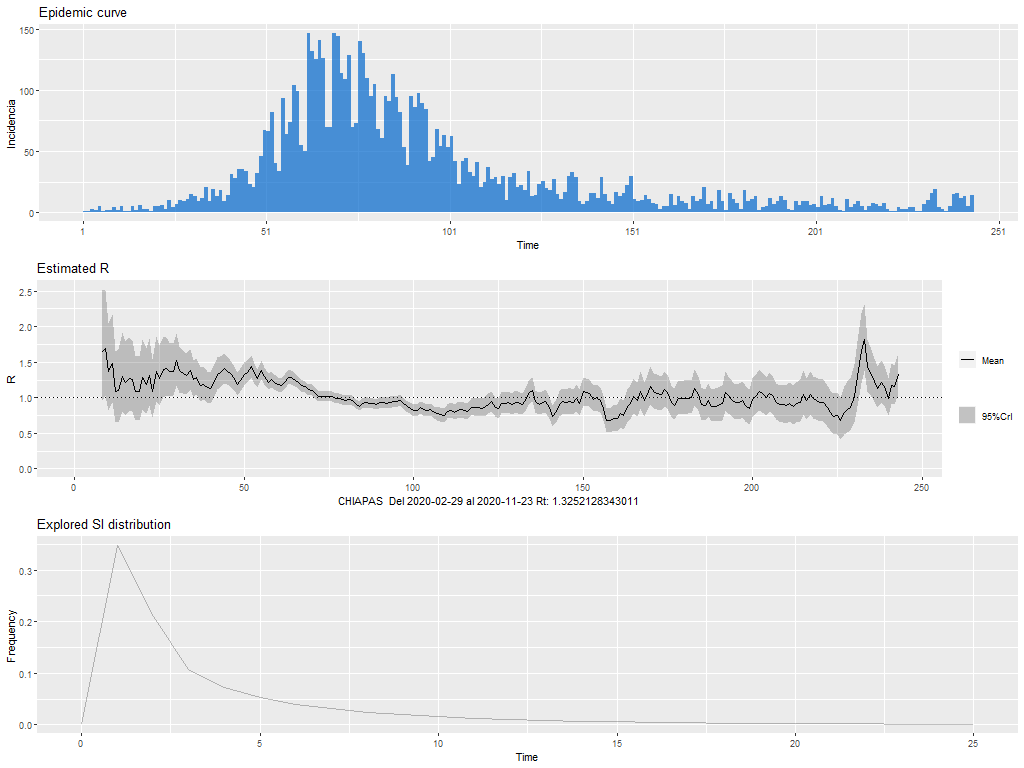 Epidemic curve
150
100
50
0
Incidencia
1 51 101 151 201 251
Time
Estimated R
2.5
2.0
1.5
1.0
0.5
0.0
R
Mean
95%CrI
0 50 100 150 200 250
CHIAPAS Del 2020-02-29 al 2020-11-23 Rt: 1.3252128343011
Explored SI distribution
0.3
0.2
0.1
0.0
Frequency
0 5 10 15 20 25
Time